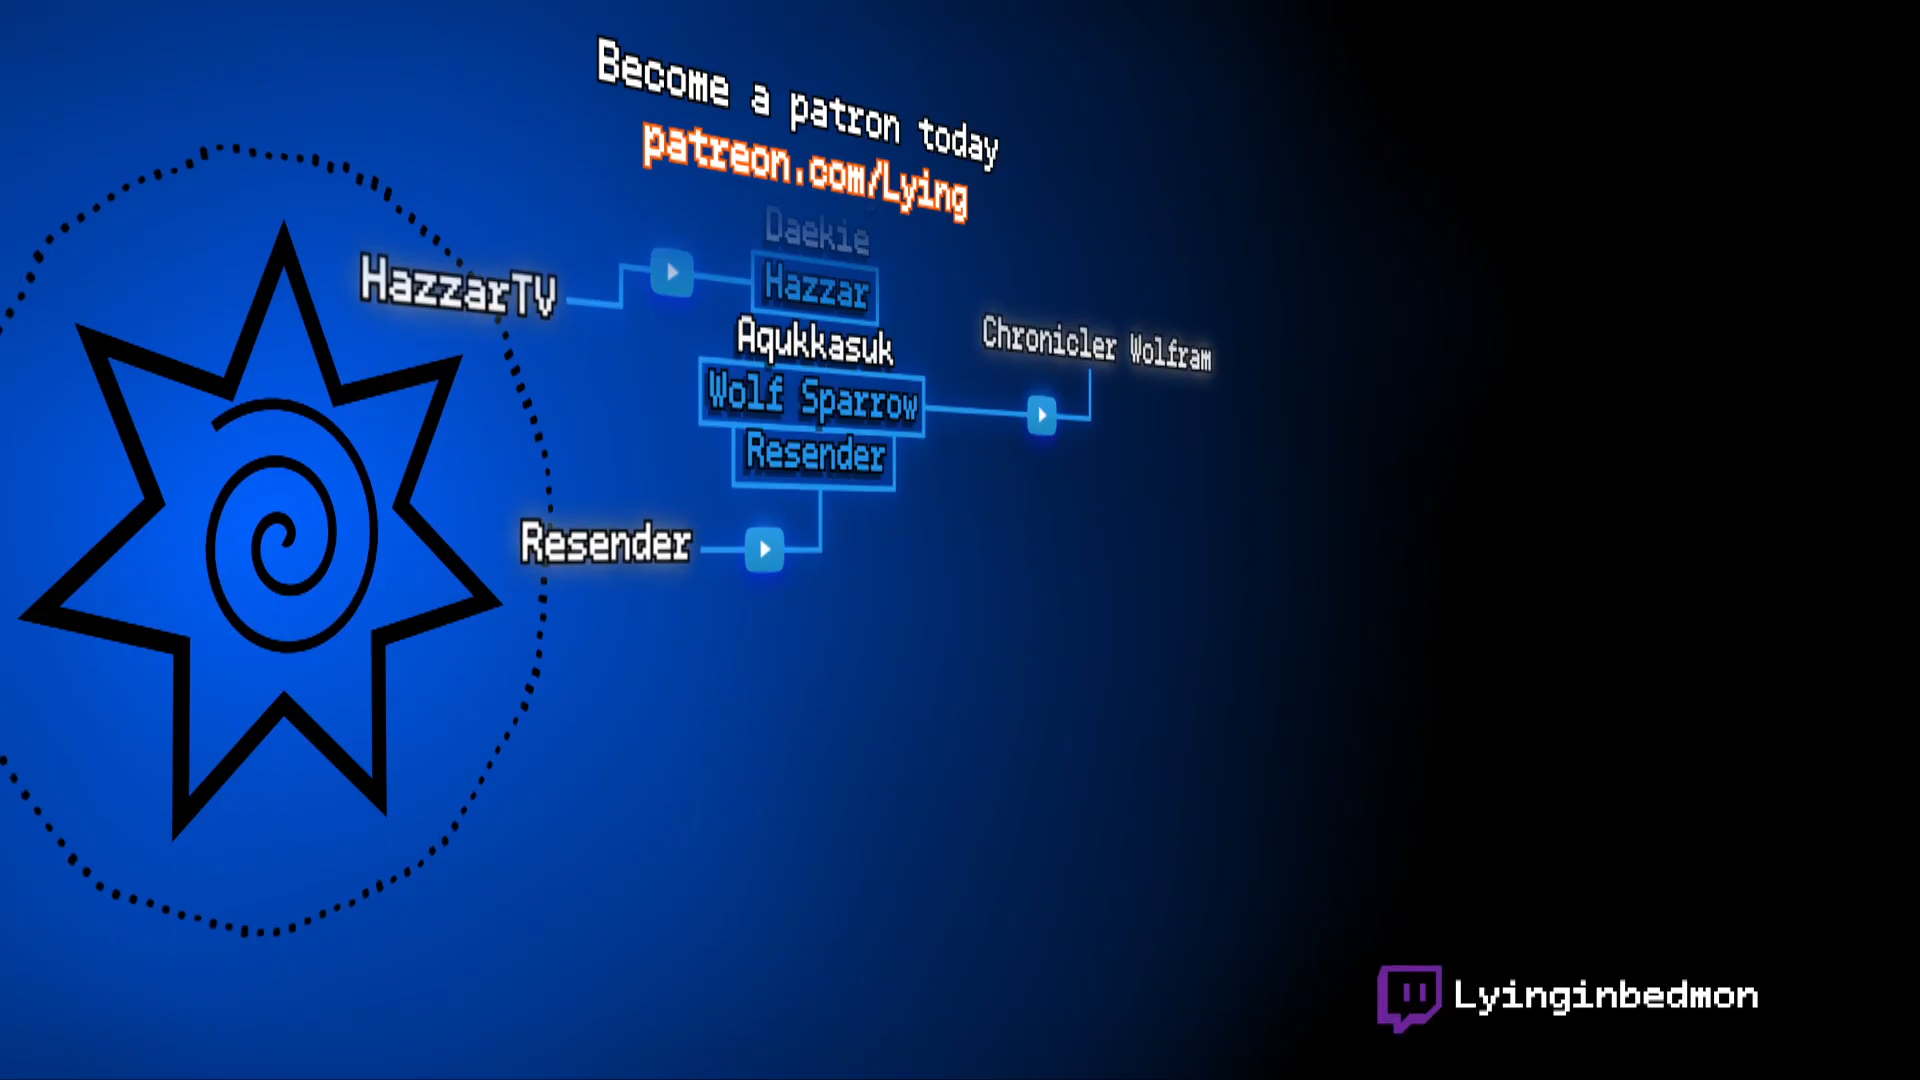 Become a patron today
patreon.com/Lying
Daekie
HazzarTV
Hazzar
Aqukkasuk
Chronicler Wolfram
Wolf Sparrow
Resender
Resender
Lyinginbedmon